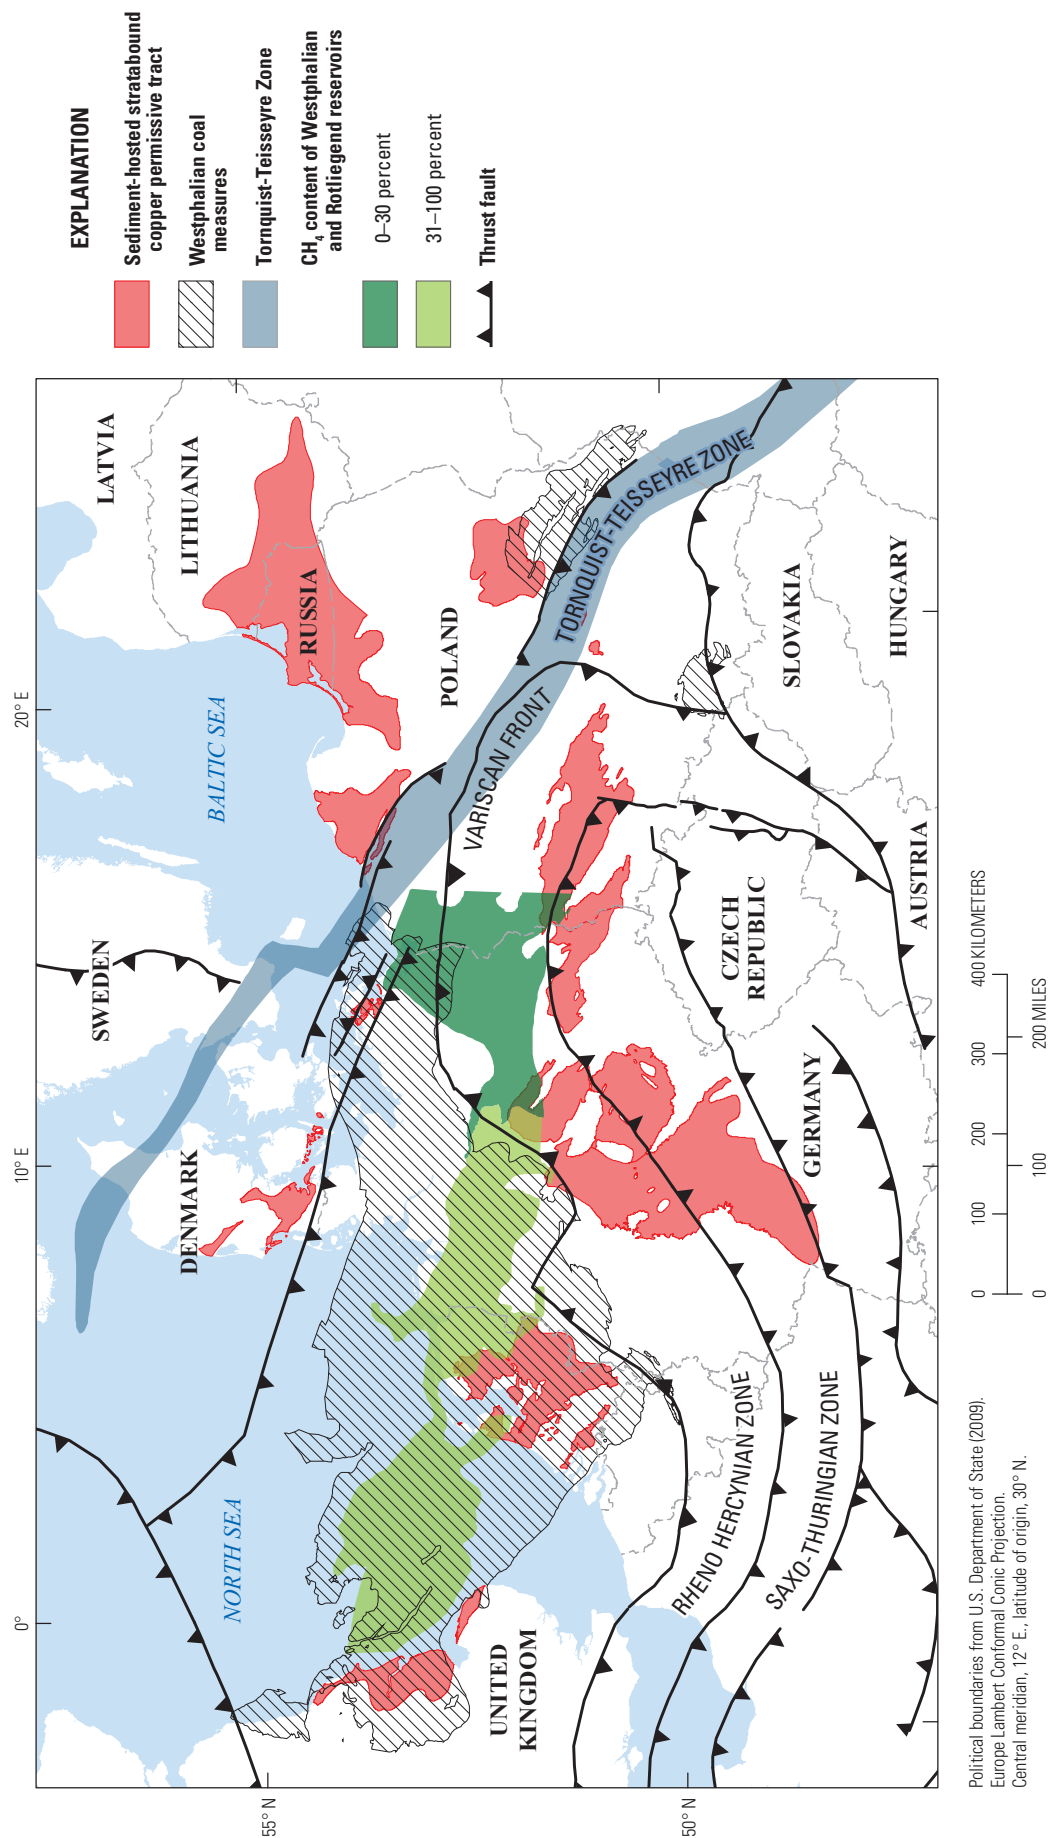 20° E
10° E
0°
55° N
50° N
LATVIA
LITHUANIA
RUSSIA
BALTIC SEA
SWEDEN
DENMARK
NORTH SEA
POLAND
TORNQUIST-TEISSEYRE ZONE
VARISCAN FRONT
SLOVAKIA
HUNGARY
CZECH
REPUBLIC
AUSTRIA
GERMANY
UNITED
KINGDOM
RHENO HERCYNIAN ZONE
SAXO-THURINGIAN ZONE
EXPLANATION
Sediment-hosted stratabound
copper permissive tract
Westphalian coal
measures
Tornquist-Teisseyre Zone
CH₄ content of Westphalian
and Rotliegend reservoirs
0–30 percent
31–100 percent
Thrust fault
Political boundaries from U.S. Department of State (2009).
Europe Lambert Conformal Conic Projection.
Central meridian, 12° E., latitude of origin, 30° N.
0 100 200 300 400 KILOMETERS
0 100 200 MILES